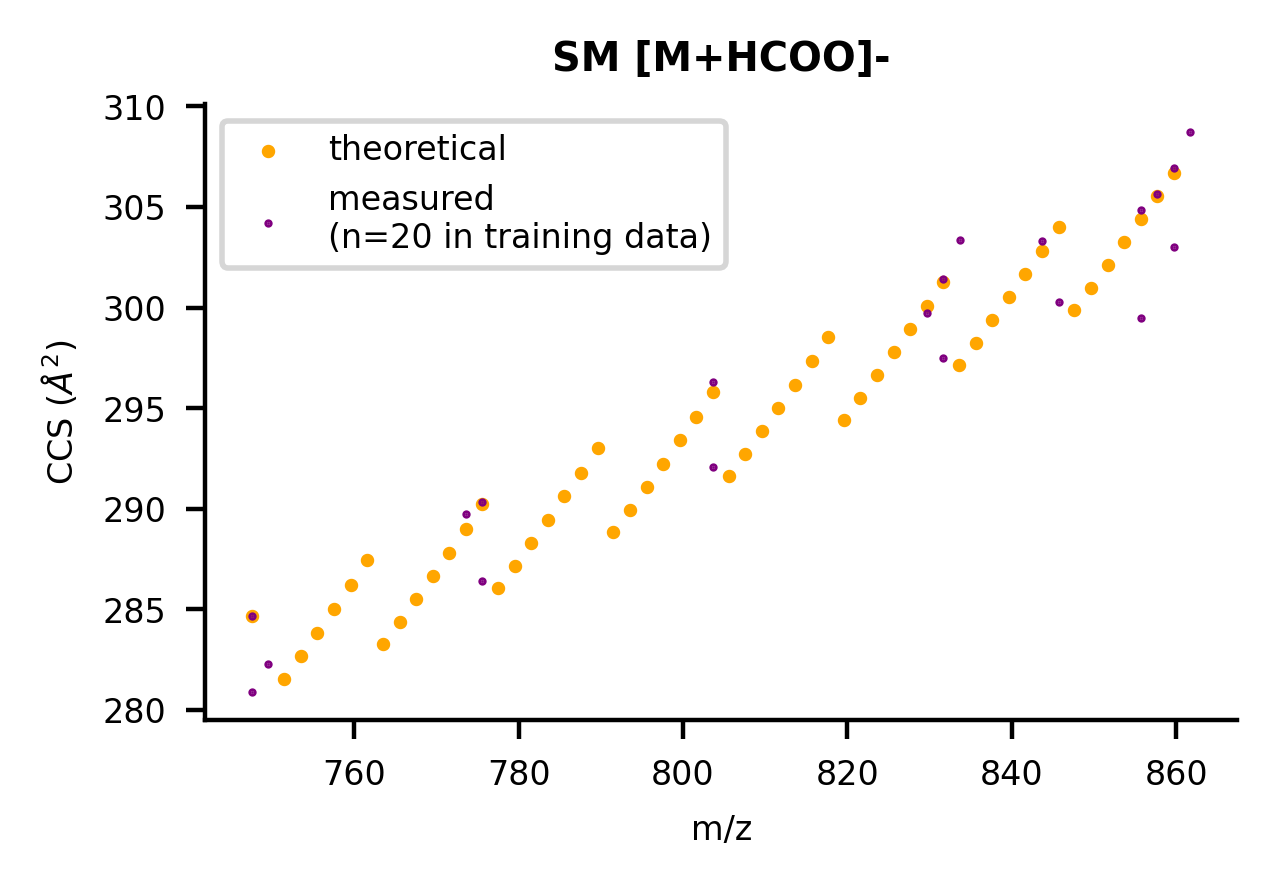 SM [M+HCOO]-
310
305
300
295
290
285
280
CCS (Å²)
theoretical
measured
(n=20 in training data)
760
780
800
820
840
860
m/z